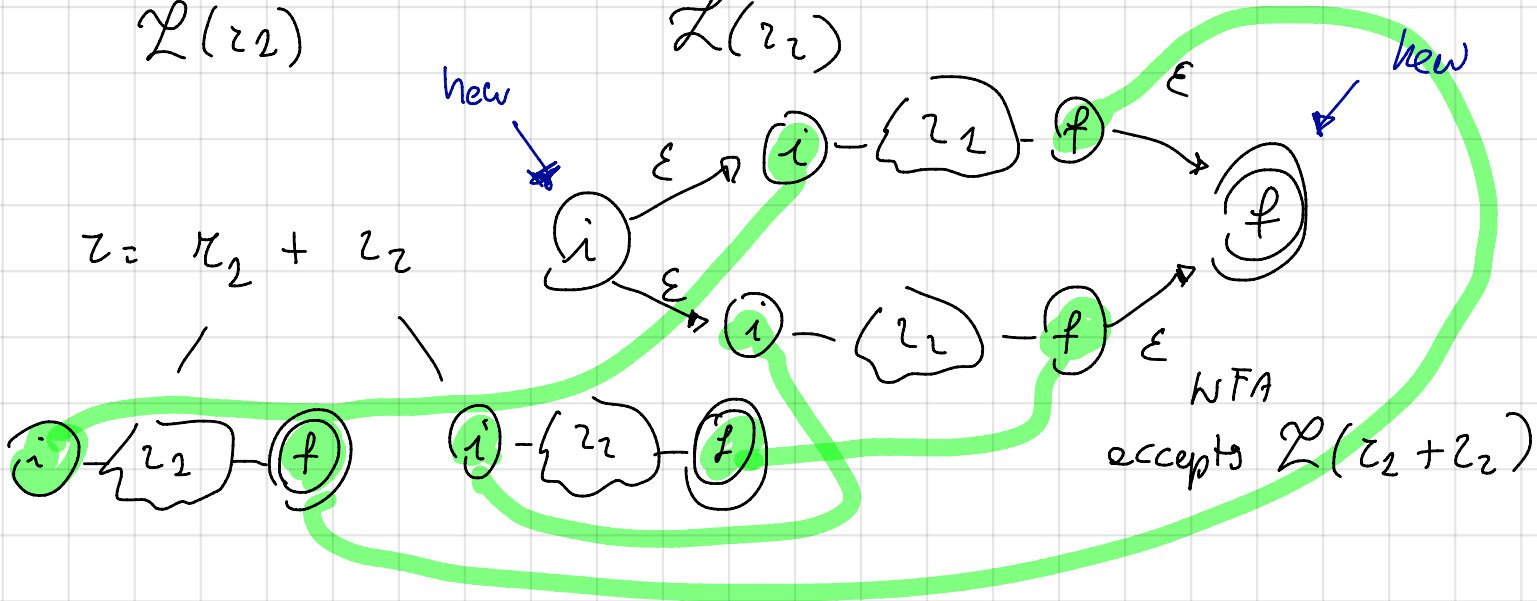 ℒ(r₁)
ℒ(r₂)
new
new
ε
i
r₁
f
ε
i
f
r = r₁ + r₂
ε
i
r₂
f
ε
i
r₁
f
i
r₂
f
NFA
accepts ℒ(r₁+r₂)